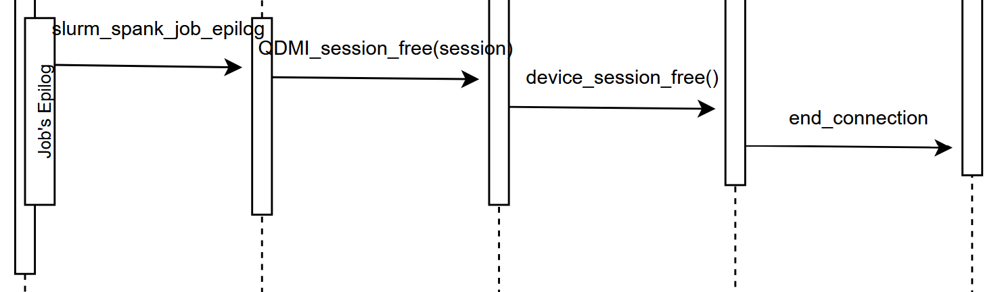 slurm_spank_job_epilog
QDMI_session_free(session)
device_session_free()
end_connection
Job's Epilog